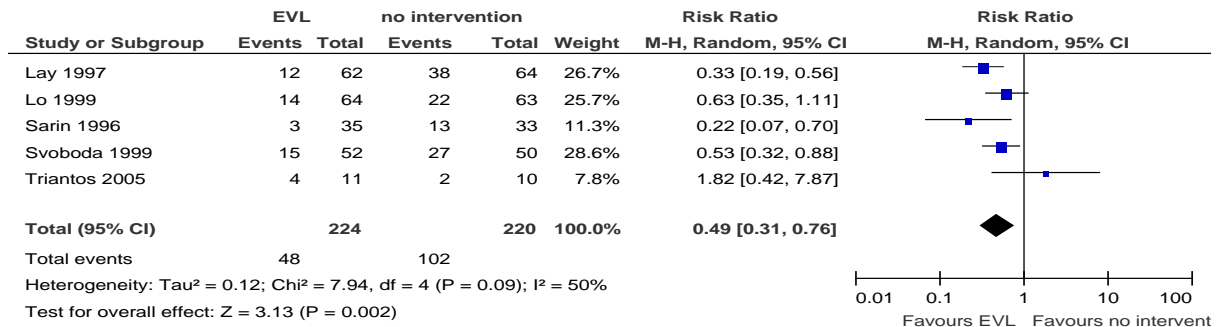 EVL no intervention Risk Ratio Risk Ratio
Study or Subgroup Events Total Events Total Weight M-H, Random, 95% CI M-H, Random, 95% CI
Lay 1997 12 62 38 64 26.7% 0.33 [0.19, 0.56]
Lo 1999 14 64 22 63 25.7% 0.63 [0.35, 1.11]
Sarin 1996 3 35 13 33 11.3% 0.22 [0.07, 0.70]
Svoboda 1999 15 52 27 50 28.6% 0.53 [0.32, 0.88]
Triantos 2005 4 11 2 10 7.8% 1.82 [0.42, 7.87]
Total (95% CI) 224 220 100.0% 0.49 [0.31, 0.76]
Total events 48 102
Heterogeneity: Tau² = 0.12; Chi² = 7.94, df = 4 (P = 0.09); I² = 50%
Test for overall effect: Z = 3.13 (P = 0.002)
0.01 0.1 1 10 100
Favours EVL Favours no intervent